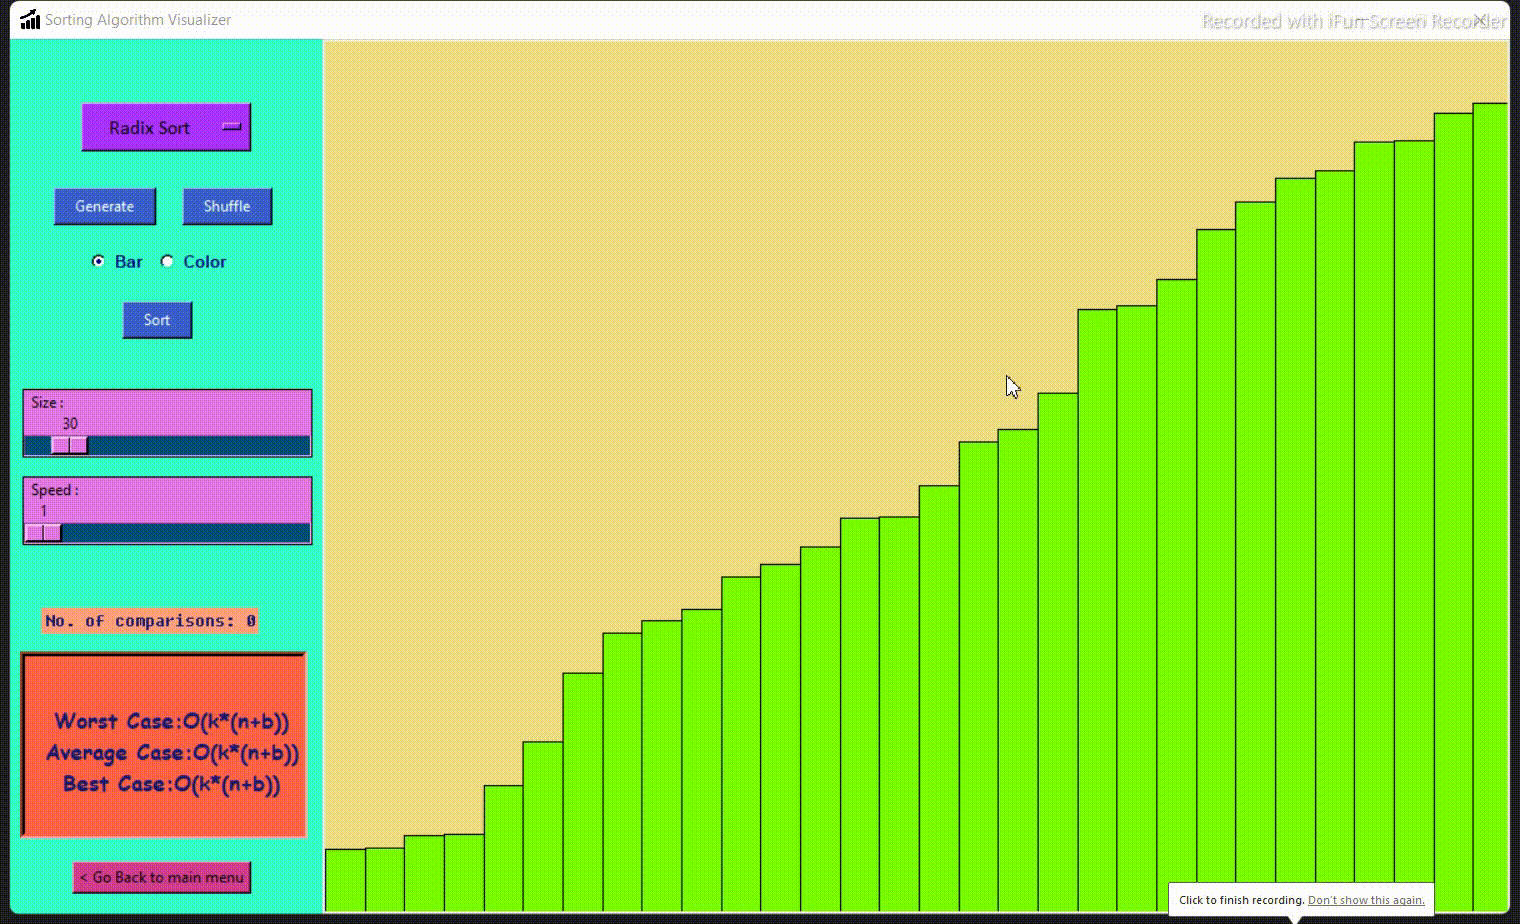 Sorting Algorithm Visualizer
Recorded with iFun Screen Recorder
Radix Sort
Generate
Shuffle
Bar
Color
Sort
Size :
30
Speed :
1
No. of comparisons: 0
Worst Case:O(k*(n+b))
Average Case:O(k*(n+b))
Best Case:O(k*(n+b))
< Go Back to main menu
Click to finish recording. Don't show this again.